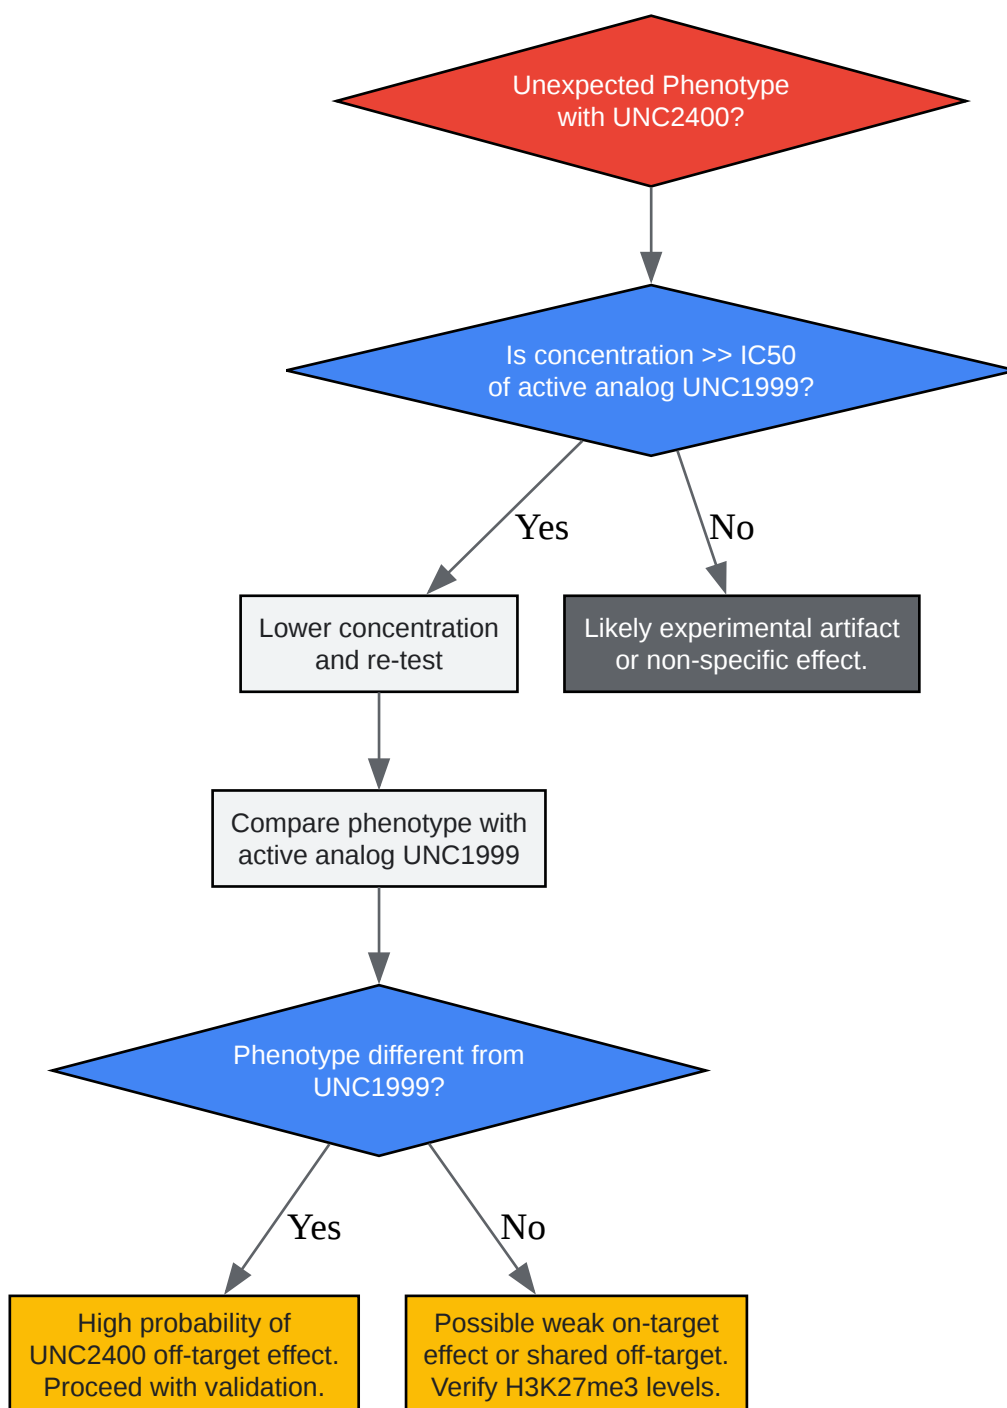 Unexpected Phenotype
with UNC2400?
Is concentration >> IC50
of active analog UNC1999?
Yes
No
Lower concentration
and re-test
Likely experimental artifact
or non-specific effect.
Compare phenotype with
active analog UNC1999
Phenotype different from
UNC1999?
Yes
No
High probability of
UNC2400 off-target effect.
Proceed with validation.
Possible weak on-target
effect or shared off-target.
Verify H3K27me3 levels.